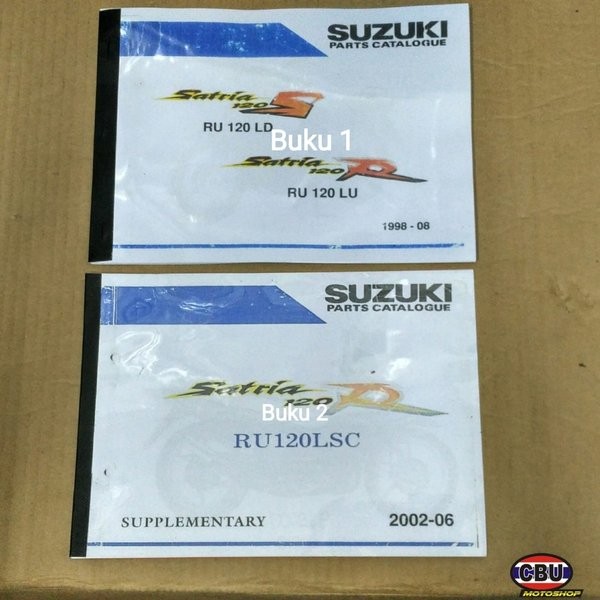 SUZUKI
PARTS CATALOGUE
Satria
120 S
RU 120 LD
Buku 1
Satria
120 R
RU 120 LU
1998 - 08
SUZUKI
PARTS CATALOGUE
Satria
120 R
Buku 2
RU120LSC
SUPPLEMENTARY
2002-06
CBU
MOTOSHOP